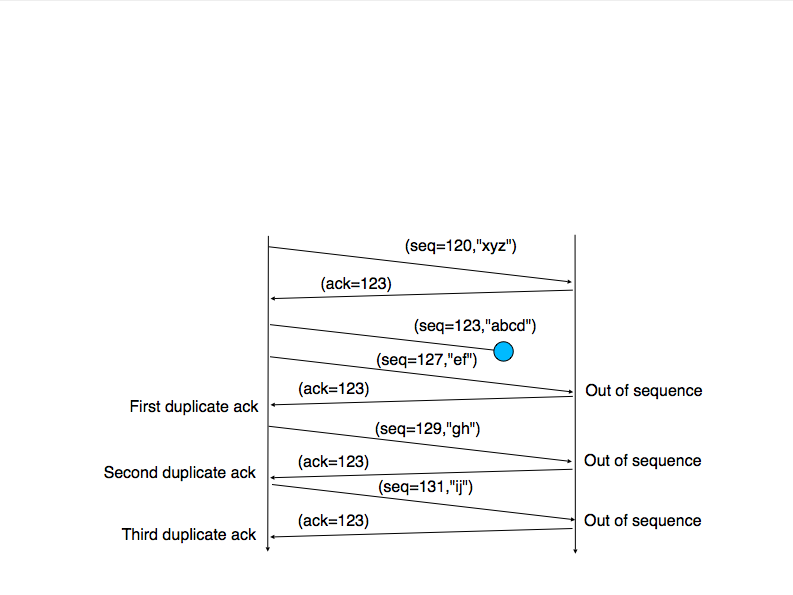 (seq=120,"xyz")
(ack=123)
(seq=123,"abcd")
(seq=127,"ef")
(ack=123)
Out of sequence
First duplicate ack
(seq=129,"gh")
(ack=123)
Out of sequence
Second duplicate ack
(seq=131,"ij")
(ack=123)
Out of sequence
Third duplicate ack